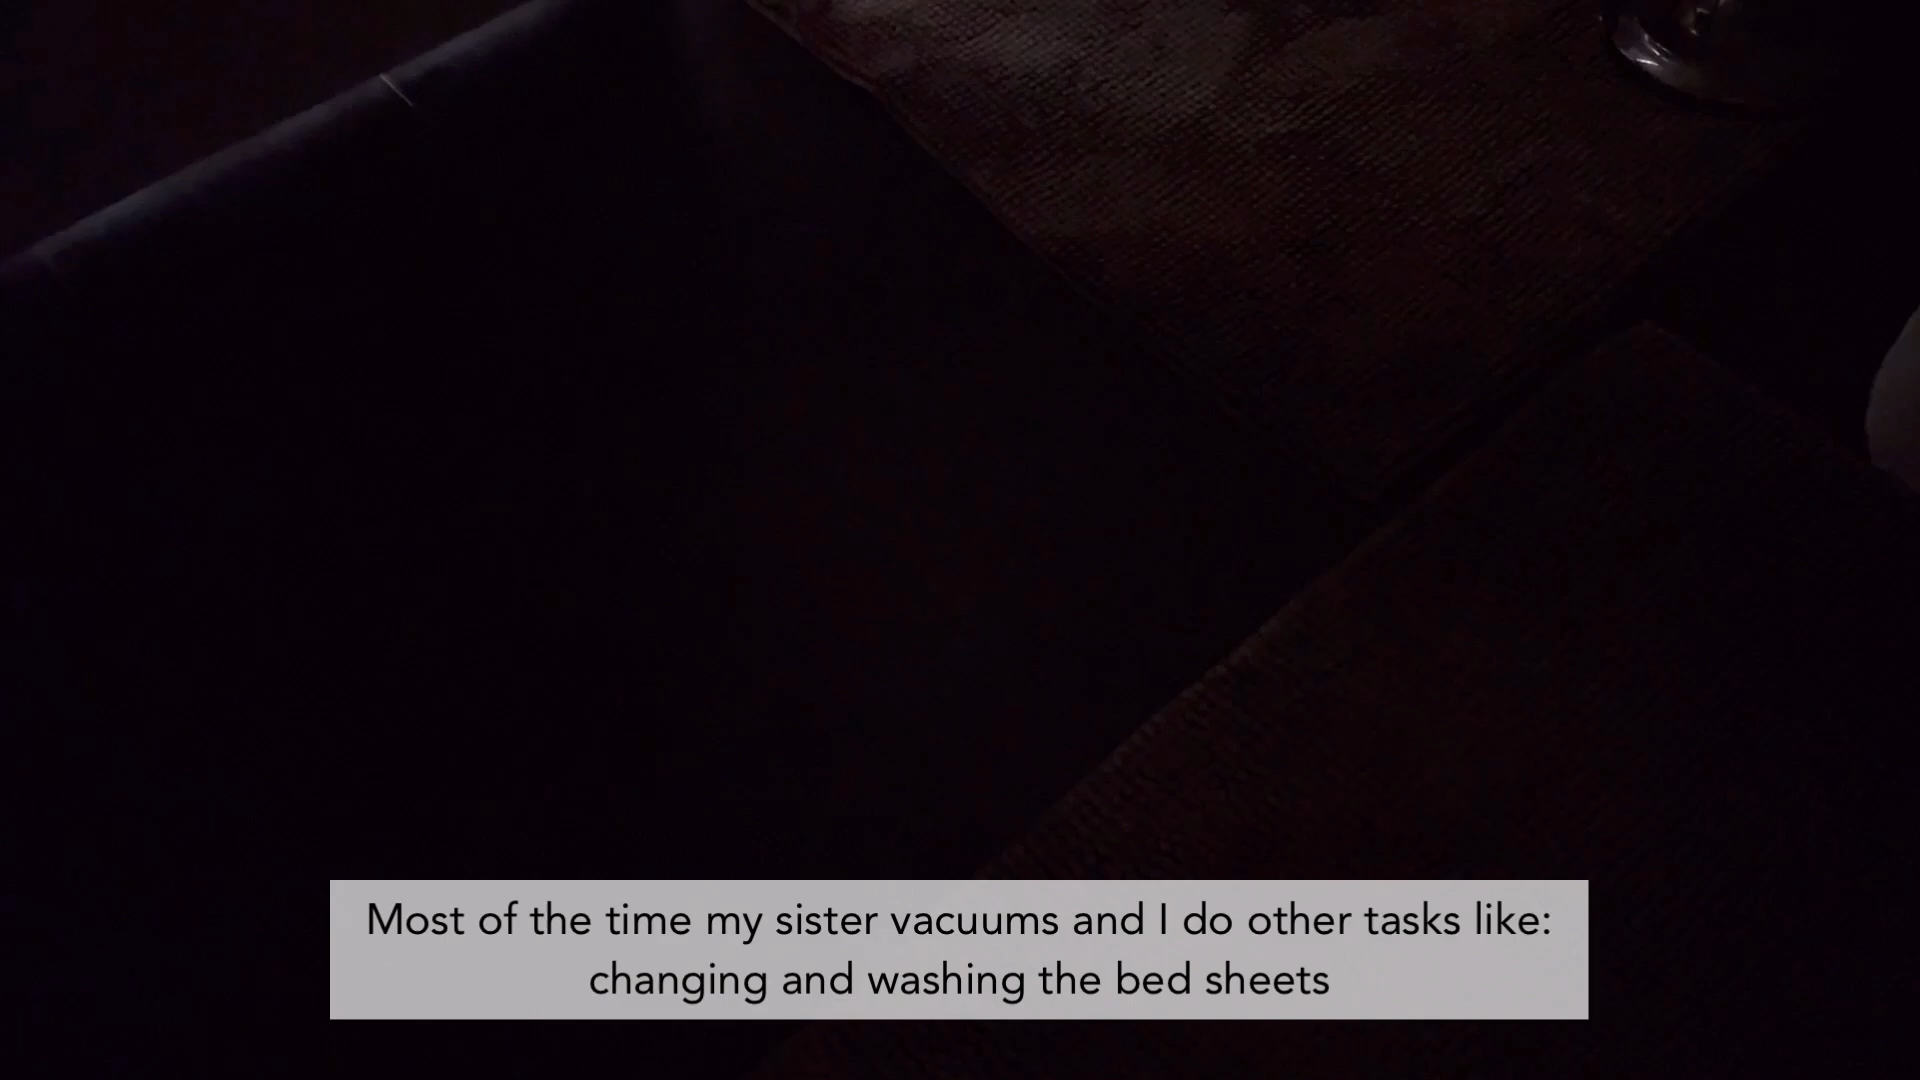 Most of the time my sister vacuums and I do other tasks like:
changing and washing the bed sheets